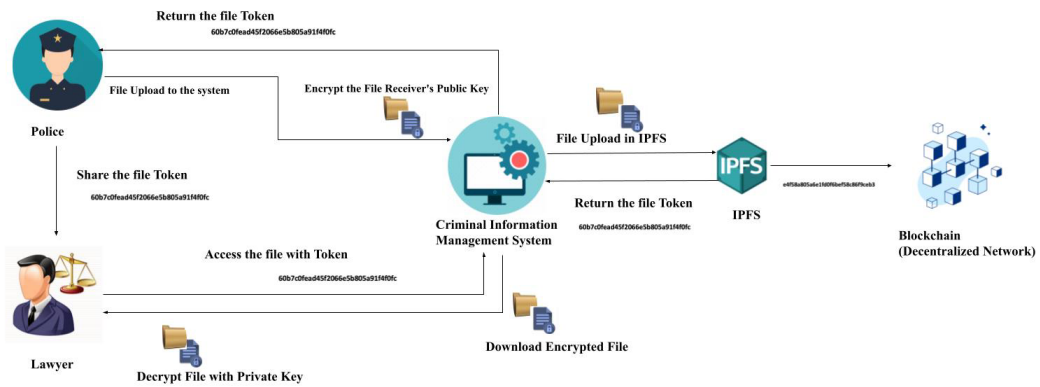 Return the file Token
60b7c0fead45f2066e5b805a91f4f0fc
File Upload to the system
Encrypt the File Receiver's Public Key
Police
File Upload in IPFS
IPFS
e4f58a805a6e1fd0f6bef58c86f9ceb3
IPFS
Share the file Token
60b7c0fead45f2066e5b805a91f4f0fc
Return the file Token
60b7c0fead45f2066e5b805a91f4f0fc
Criminal Information
Management System
Blockchain
(Decentralized Network)
Access the file with Token
60b7c0fead45f2066e5b805a91f4f0fc
Download Encrypted File
Lawyer
Decrypt File with Private Key